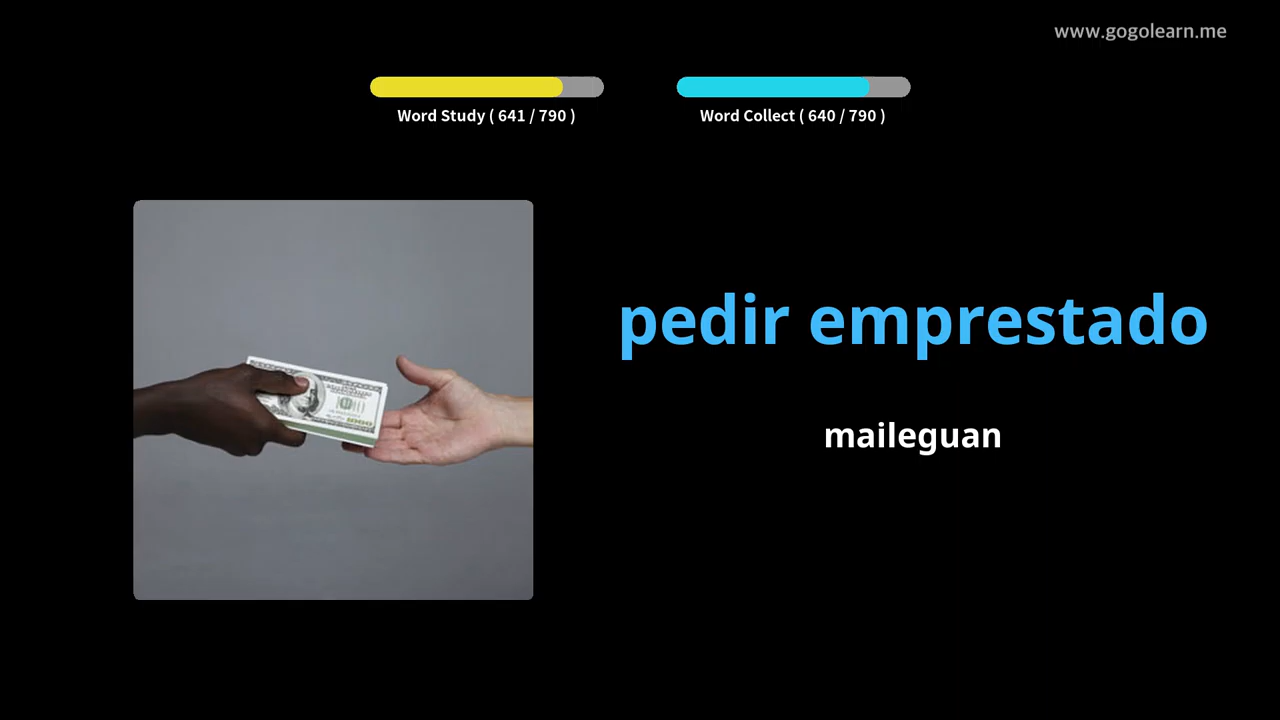 www.gogolearn.me
Word Study ( 641 / 790 )
Word Collect ( 640 / 790 )
pedir emprestado
maileguan